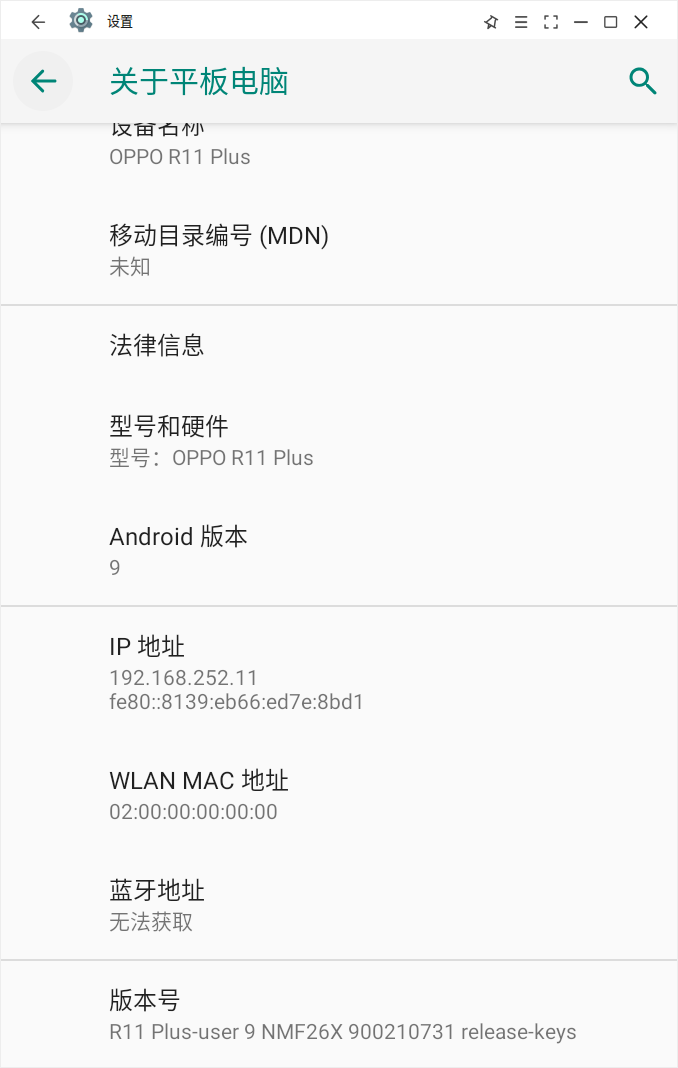 设置
关于平板电脑
设备名称
OPPO R11 Plus
移动目录编号 (MDN)
未知
法律信息
型号和硬件
型号：OPPO R11 Plus
Android 版本
9
IP 地址
192.168.252.11
fe80::8139:eb66:ed7e:8bd1
WLAN MAC 地址
02:00:00:00:00:00
蓝牙地址
无法获取
版本号
R11 Plus-user 9 NMF26X 900210731 release-keys